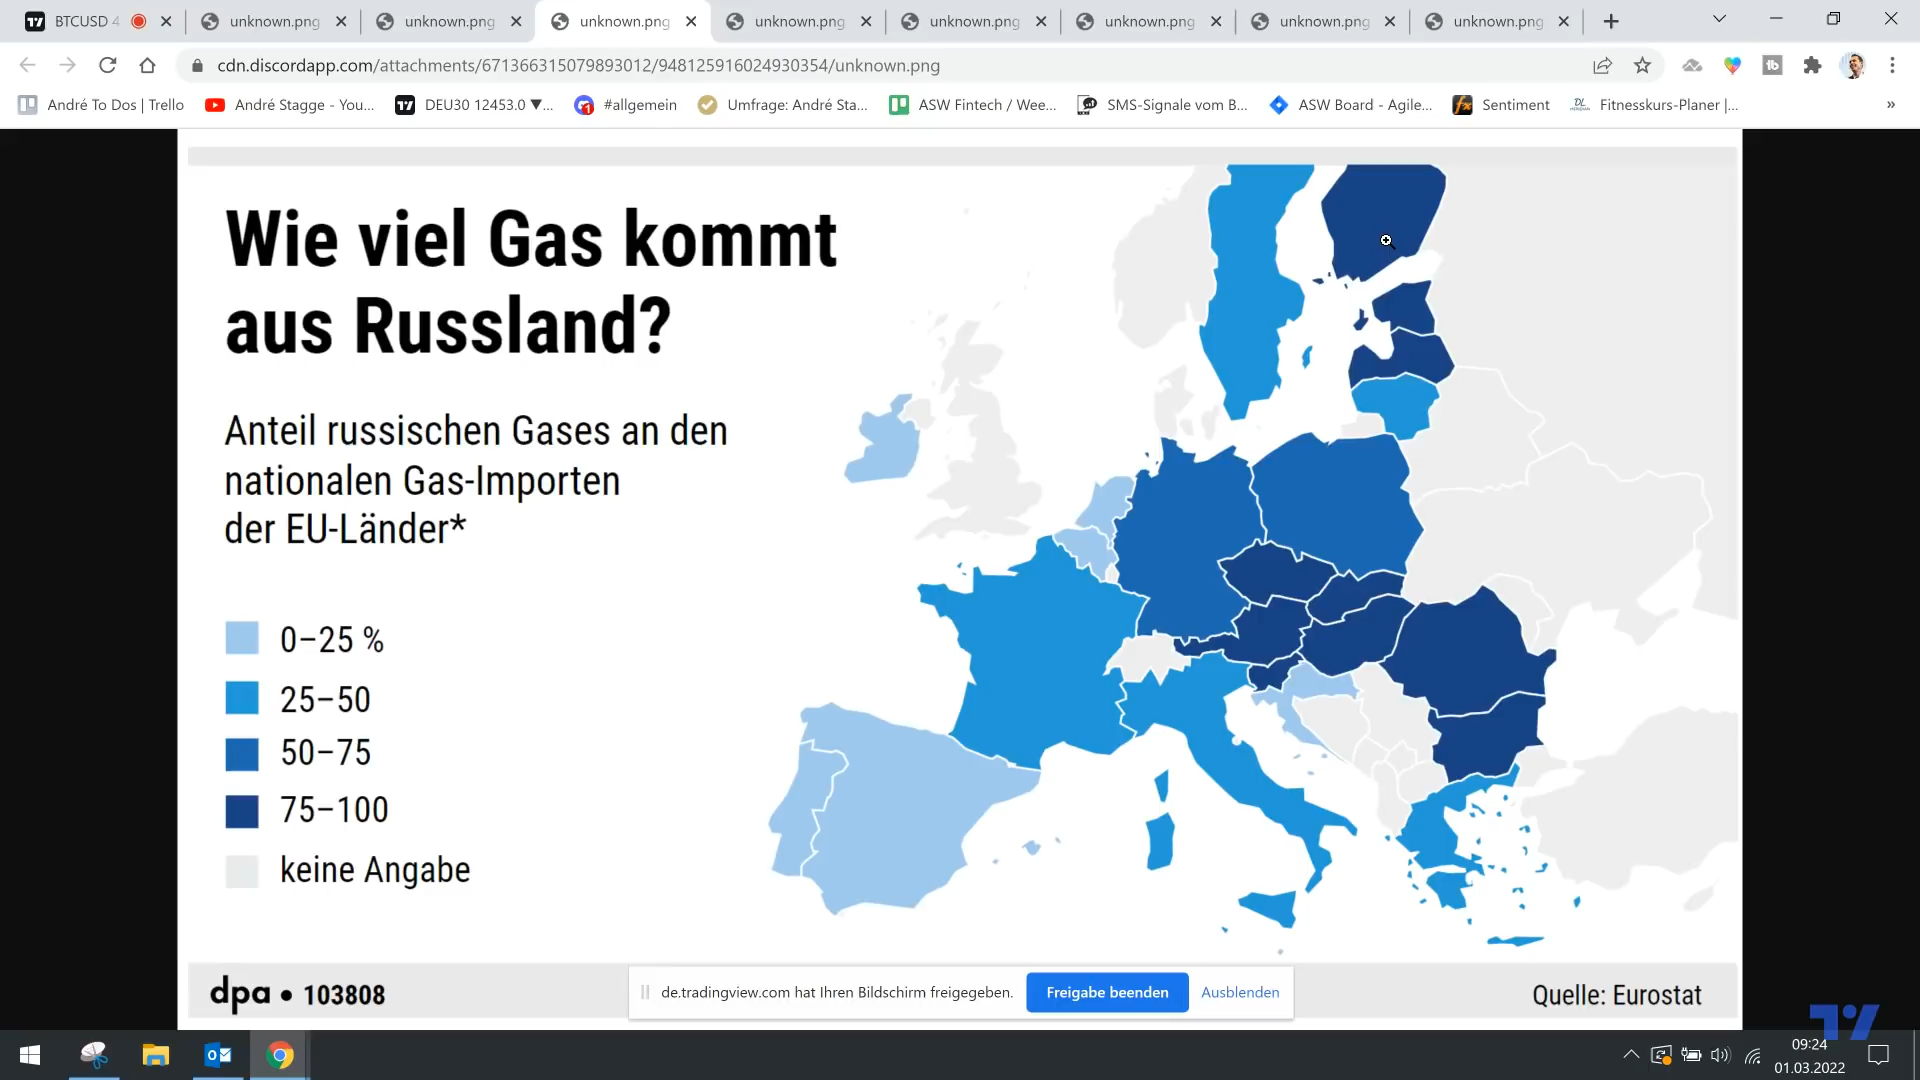 BTCUSD 4
unknown.png
unknown.png
unknown.png
unknown.png
unknown.png
unknown.png
unknown.png
unknown.png
cdn.discordapp.com/attachments/671366315079893012/948125916024930354/unknown.png
André To Dos | Trello
André Stagge - You...
DEU30 12453.0 ▼...
#allgemein
Umfrage: André Sta...
ASW Fintech / Wee...
SMS-Signale vom B...
ASW Board - Agile...
Sentiment
Fitnesskurs-Planer |...
»
Wie viel Gas kommt
aus Russland?
Anteil russischen Gases an den
nationalen Gas-Importen
der EU-Länder*
0–25 %
25–50
50–75
75–100
keine Angabe
dpa • 103808
de.tradingview.com hat Ihren Bildschirm freigegeben.
Freigabe beenden
Ausblenden
Quelle: Eurostat
09:24
01.03.2022